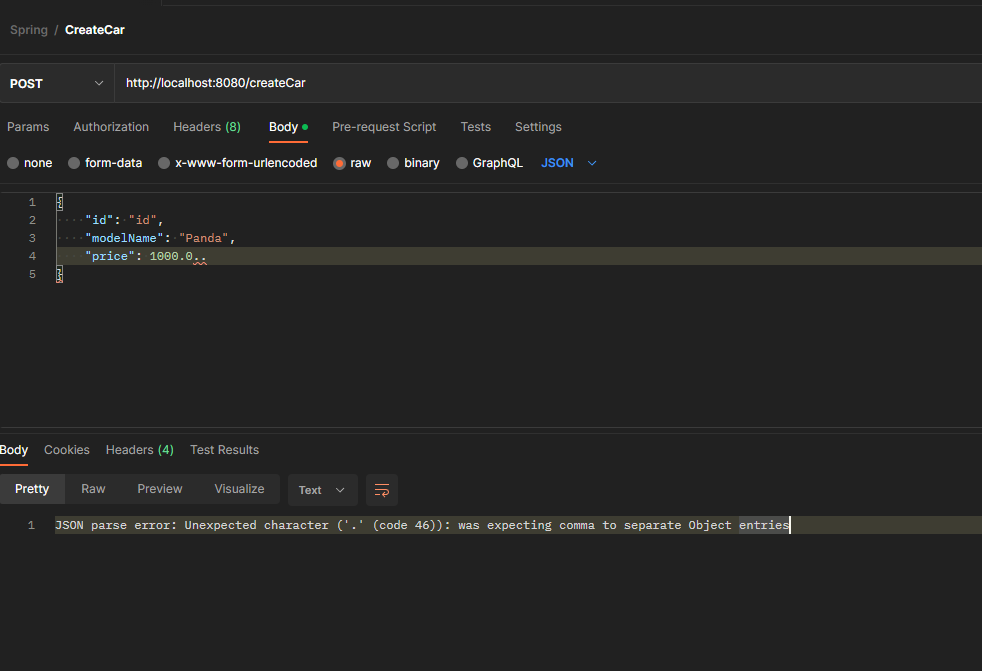 Spring / CreateCar
POST http://localhost:8080/createCar
Params Authorization Headers (8) Body Pre-request Script Tests Settings
none form-data x-www-form-urlencoded raw binary GraphQL JSON
1 {
2 ····"id":·"id",
3 ····"modelName":·"Panda",
4 "price": 1000.0..
5 }
Body Cookies Headers (4) Test Results
Pretty Raw Preview Visualize Text
1 JSON parse error: Unexpected character ('.' (code 46)): was expecting comma to separate Object entries